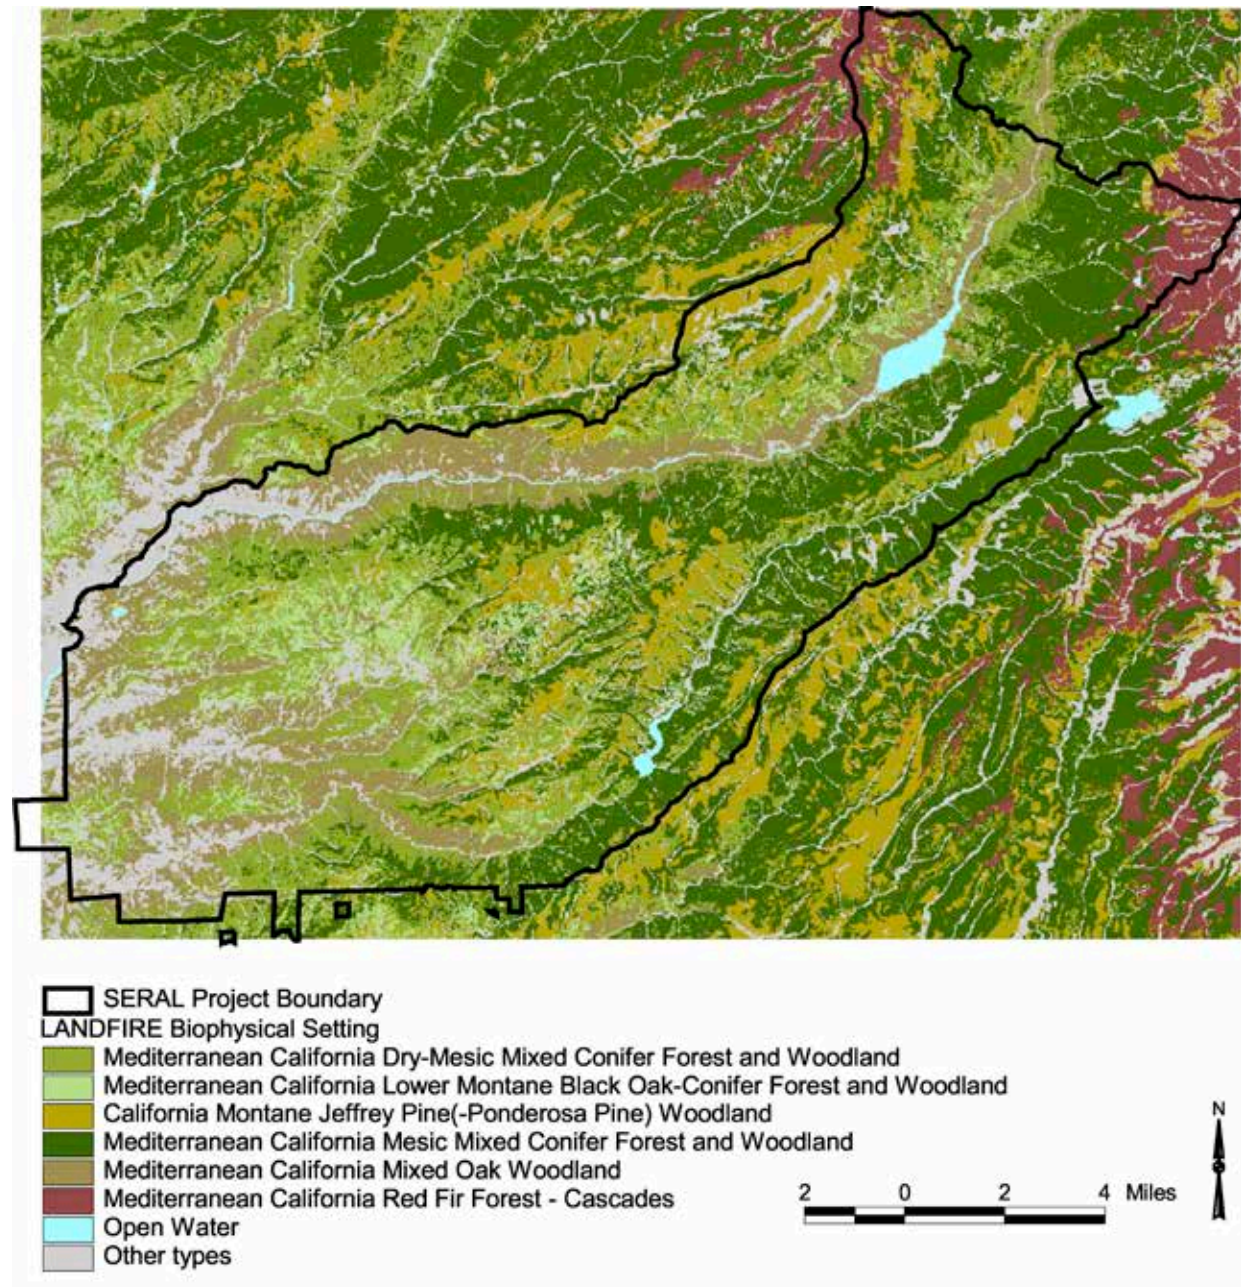 SERAL Project Boundary
LANDFIRE Biophysical Setting
Mediterranean California Dry-Mesic Mixed Conifer Forest and Woodland
Mediterranean California Lower Montane Black Oak-Conifer Forest and Woodland
California Montane Jeffrey Pine(-Ponderosa Pine) Woodland
Mediterranean California Mesic Mixed Conifer Forest and Woodland
Mediterranean California Mixed Oak Woodland
Mediterranean California Red Fir Forest - Cascades
Open Water
Other types
2 0 2 4 Miles
N